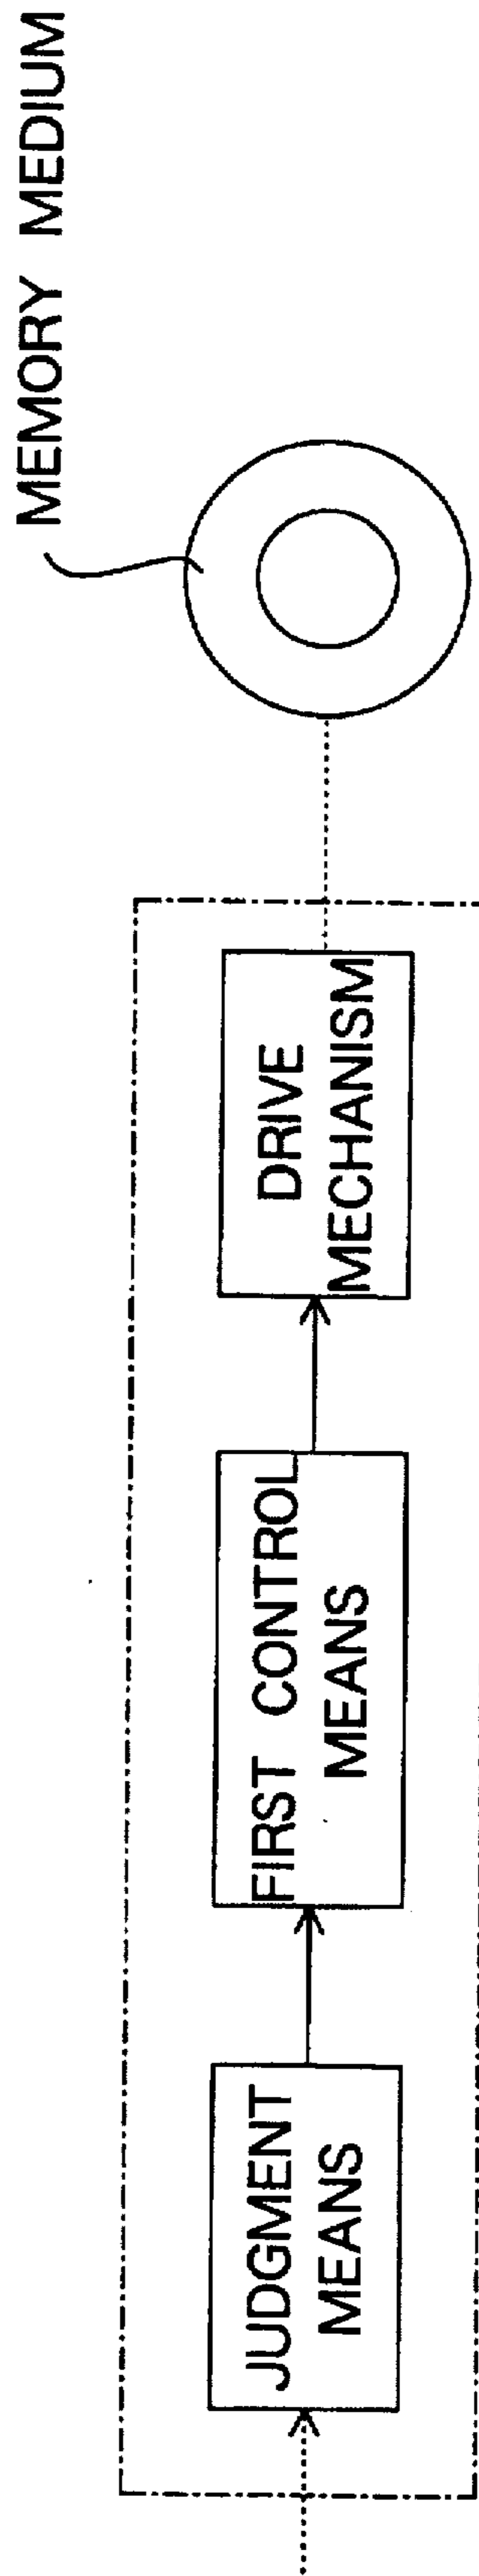 MEMORY MEDIUM
JUDGMENT
MEANS
FIRST CONTROL
MEANS
DRIVE
MECHANISM